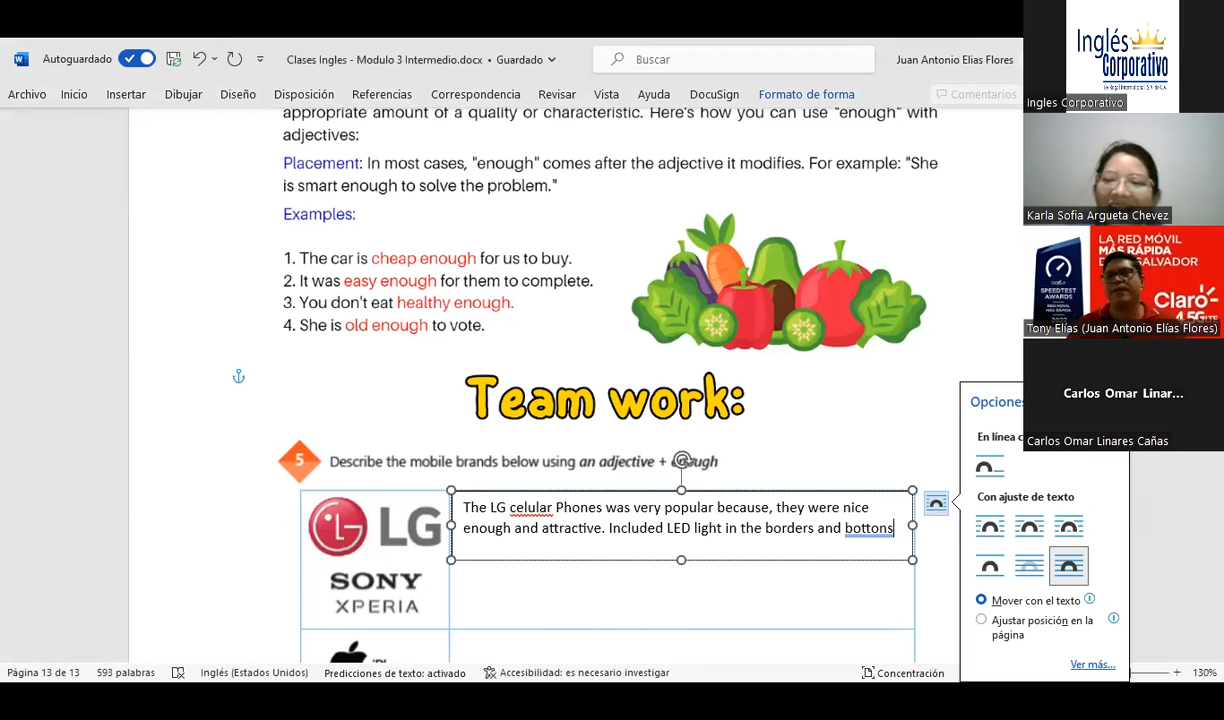 Autoguardado
Clases Ingles - Modulo 3 Intermedio.docx • Guardado
Buscar
Juan Antonio Elias Flores
Archivo Inicio Insertar Dibujar Diseño Disposición Referencias Correspondencia Revisar Vista Ayuda DocuSign Formato de forma Comentarios
appropriate amount of a quality or characteristic. Here's how you can use "enough" with
adjectives:
Placement: In most cases, "enough" comes after the adjective it modifies. For example: "She
is smart enough to solve the problem."
Examples:
1. The car is cheap enough for us to buy.
2. It was easy enough for them to complete.
3. You don't eat healthy enough.
4. She is old enough to vote.
Team work:
5 Describe the mobile brands below using an adjective + enough
LG
The LG celular Phones was very popular because, they were nice
enough and attractive. Included LED light in the borders and bottons
SONY
XPERIA
Opciones
En línea c
Con ajuste de texto
Mover con el texto
Ajustar posición en la
página
Ver más...
Página 13 de 13 593 palabras Inglés (Estados Unidos) Predicciones de texto: activado Accesibilidad: es necesario investigar Concentración 130%
Inglés
Corporativo
Ingles Corporativo
Karla Sofia Argueta Chevez
LA RED MÓVIL
MÁS RÁPIDA
SPEEDTEST
AWARDS
Claro
4.5G
Tony Elías (Juan Antonio Elías Flores)
Carlos Omar Linar...
Carlos Omar Linares Cañas